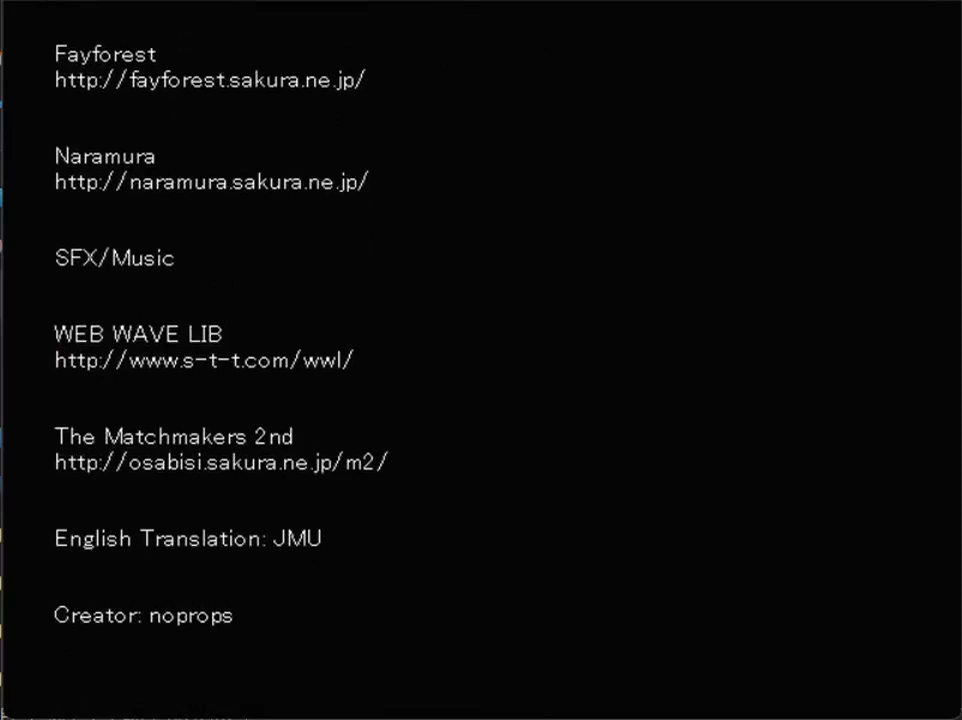 Fayforest
http://fayforest.sakura.ne.jp/
Naramura
http://naramura.sakura.ne.jp/
SFX/Music
WEB WAVE LIB
http://www.s-t-t.com/wwl/
The Matchmakers 2nd
http://osabisi.sakura.ne.jp/m2/
English Translation: JMU
Creator: noprops